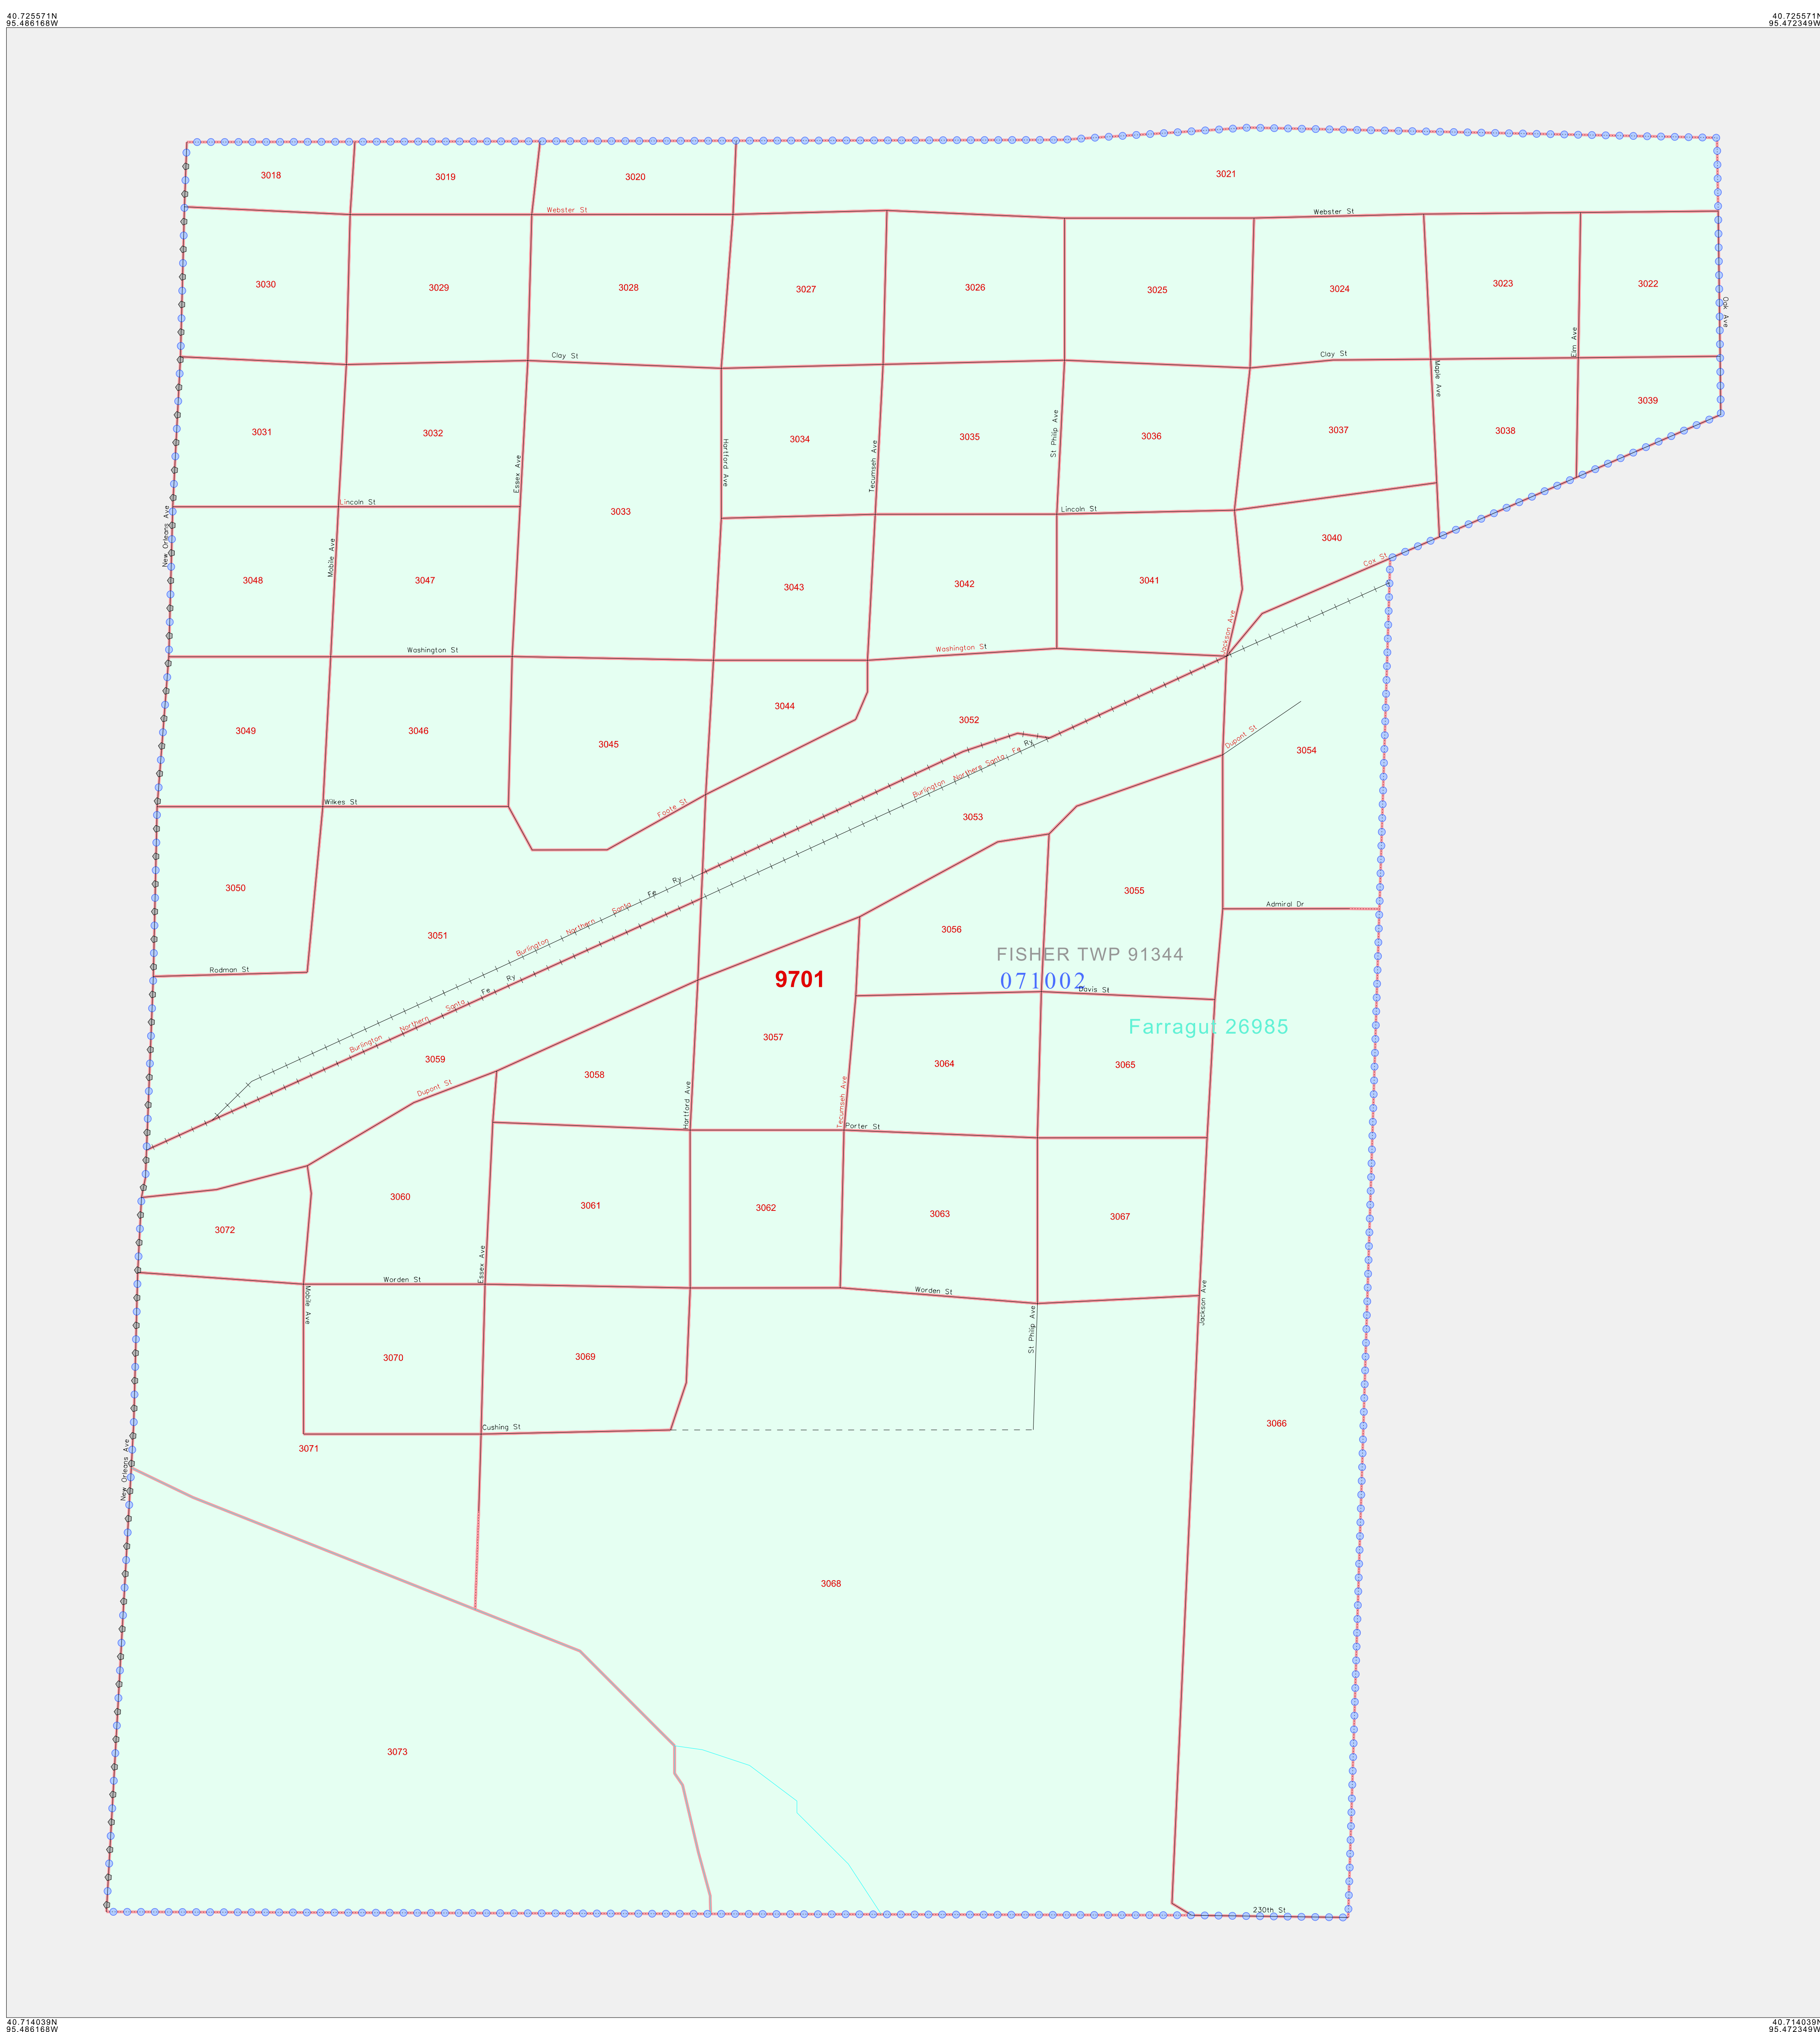 40.725571N
95.486168W
40.725571N
95.472349W
3018
3019
3020
3021
Webster St
Webster St
3030
3029
3028
3027
3026
3025
3024
3023
3022
Oak Ave
Elm Ave
Clay St
Clay St
Maple Ave
3031
3032
3033
3034
3035
3036
3037
3038
3039
Hartford Ave
Tecumseh Ave
St Philip Ave
Essex Ave
Lincoln St
Lincoln St
New Orleans Ave
Mobile Ave
3048
3047
3043
3042
3041
3040
Cox St
Jackson Ave
Washington St
Washington St
3049
3046
3045
3044
3052
3054
Dupont St
Burlington Northern Santa Fe Ry
Wilkes St
Foote St
3053
3050
3051
Burlington Northern Santa Fe Ry
3056
3055
Admiral Dr
FISHER TWP 91344
9701
071002
Davis St
Rodman St
Burlington Northern Santa Fe Ry
Farragut 26985
3059
3058
3057
3064
3065
Dupont St
Hartford Ave
Tecumseh Ave
Porter St
3072
3060
3061
3062
3063
3067
Essex Ave
Worden St
Worden St
Mobile Ave
St Philip Ave
Jackson Ave
3070
3069
3066
Cushing St
3071
New Orleans Ave
3068
3073
230th St
40.714039N
95.486168W
40.714039N
95.472349W